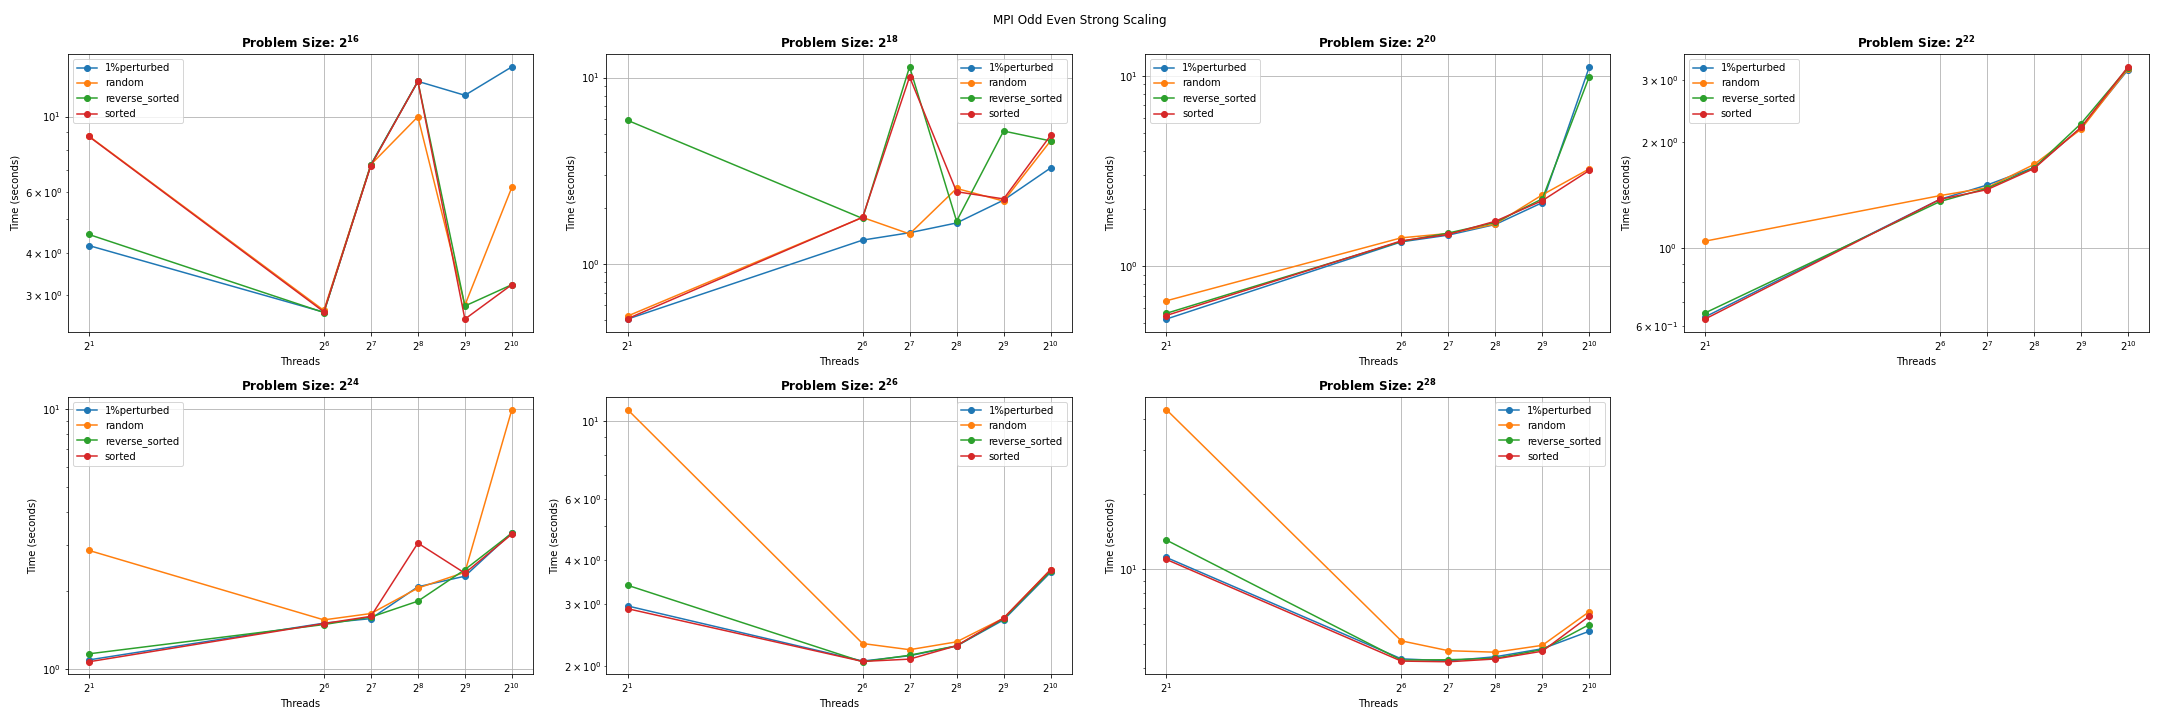 MPI Odd Even Strong Scaling
Problem Size: 2^16
1%perturbed
random
reverse_sorted
sorted
10^1
6 × 10^0
4 × 10^0
3 × 10^0
Time (seconds)
2^1 2^6 2^7 2^8 2^9 2^10
Threads
Problem Size: 2^18
1%perturbed
random
reverse_sorted
sorted
10^1
10^0
Time (seconds)
2^1 2^6 2^7 2^8 2^9 2^10
Threads
Problem Size: 2^20
1%perturbed
random
reverse_sorted
sorted
10^1
10^0
Time (seconds)
2^1 2^6 2^7 2^8 2^9 2^10
Threads
Problem Size: 2^22
1%perturbed
random
reverse_sorted
sorted
3 × 10^0
2 × 10^0
10^0
6 × 10^-1
Time (seconds)
2^1 2^6 2^7 2^8 2^9 2^10
Threads
Problem Size: 2^24
1%perturbed
random
reverse_sorted
sorted
10^1
10^0
Time (seconds)
2^1 2^6 2^7 2^8 2^9 2^10
Threads
Problem Size: 2^26
1%perturbed
random
reverse_sorted
sorted
10^1
6 × 10^0
4 × 10^0
3 × 10^0
2 × 10^0
Time (seconds)
2^1 2^6 2^7 2^8 2^9 2^10
Threads
Problem Size: 2^28
1%perturbed
random
reverse_sorted
sorted
10^1
Time (seconds)
2^1 2^6 2^7 2^8 2^9 2^10
Threads